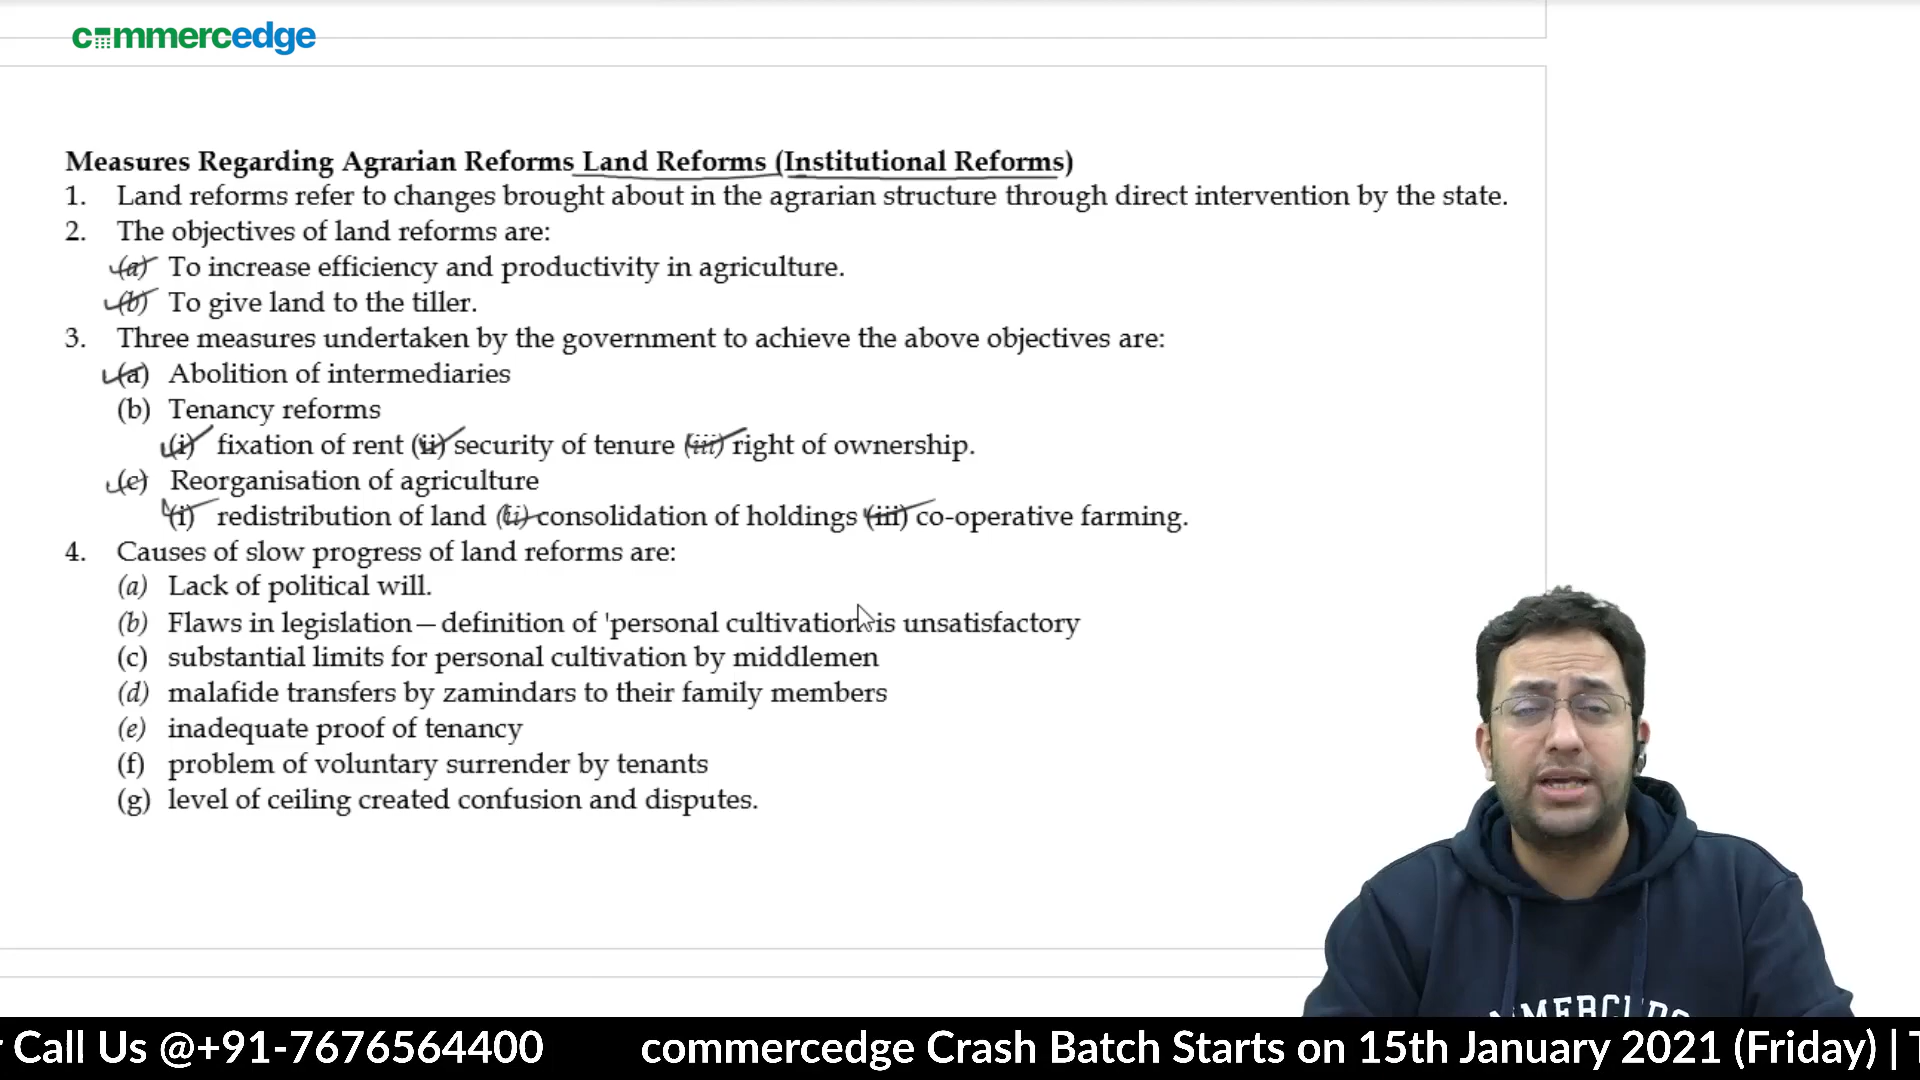 commercedge
Measures Regarding Agrarian Reforms Land Reforms (Institutional Reforms)
1. Land reforms refer to changes brought about in the agrarian structure through direct intervention by the state.
2. The objectives of land reforms are:
(a) To increase efficiency and productivity in agriculture.
(b) To give land to the tiller.
3. Three measures undertaken by the government to achieve the above objectives are:
(a) Abolition of intermediaries
(b) Tenancy reforms
(i) fixation of rent (ii) security of tenure (iii) right of ownership.
(c) Reorganisation of agriculture
(i) redistribution of land (ii) consolidation of holdings (iii) co-operative farming.
4. Causes of slow progress of land reforms are:
(a) Lack of political will.
(b) Flaws in legislation—definition of 'personal cultivation' is unsatisfactory
(c) substantial limits for personal cultivation by middlemen
(d) malafide transfers by zamindars to their family members
(e) inadequate proof of tenancy
(f) problem of voluntary surrender by tenants
(g) level of ceiling created confusion and disputes.
Call Us @+91-7676564400 commercedge Crash Batch Starts on 15th January 2021 (Friday) |